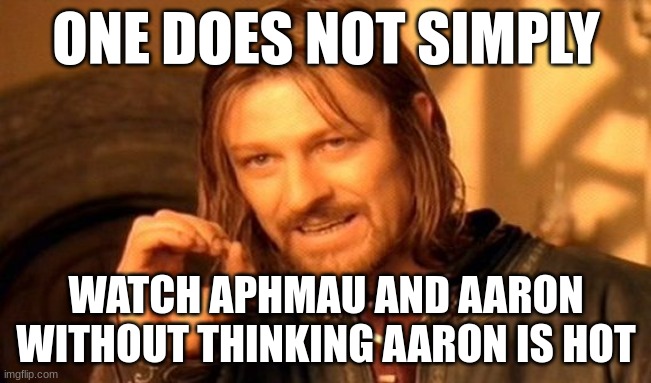 ONE DOES NOT SIMPLY
WATCH APHMAU AND AARON
WITHOUT THINKING AARON IS HOT
imgflip.com